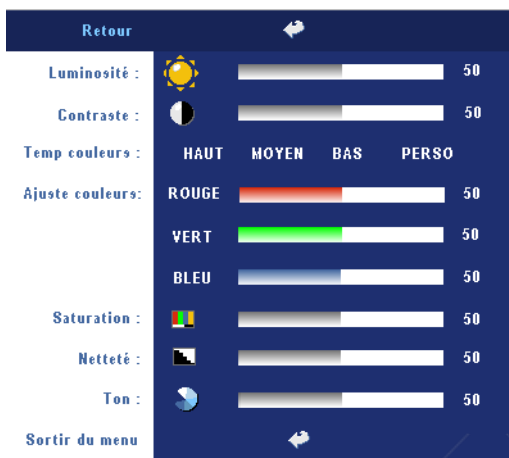 Retour
Luminosité : 50
Contraste : 50
Temp couleurs : HAUT MOYEN BAS PERSO
Ajuste couleurs: ROUGE 50
VERT 50
BLEU 50
Saturation : 50
Netteté : 50
Ton : 50
Sortir du menu